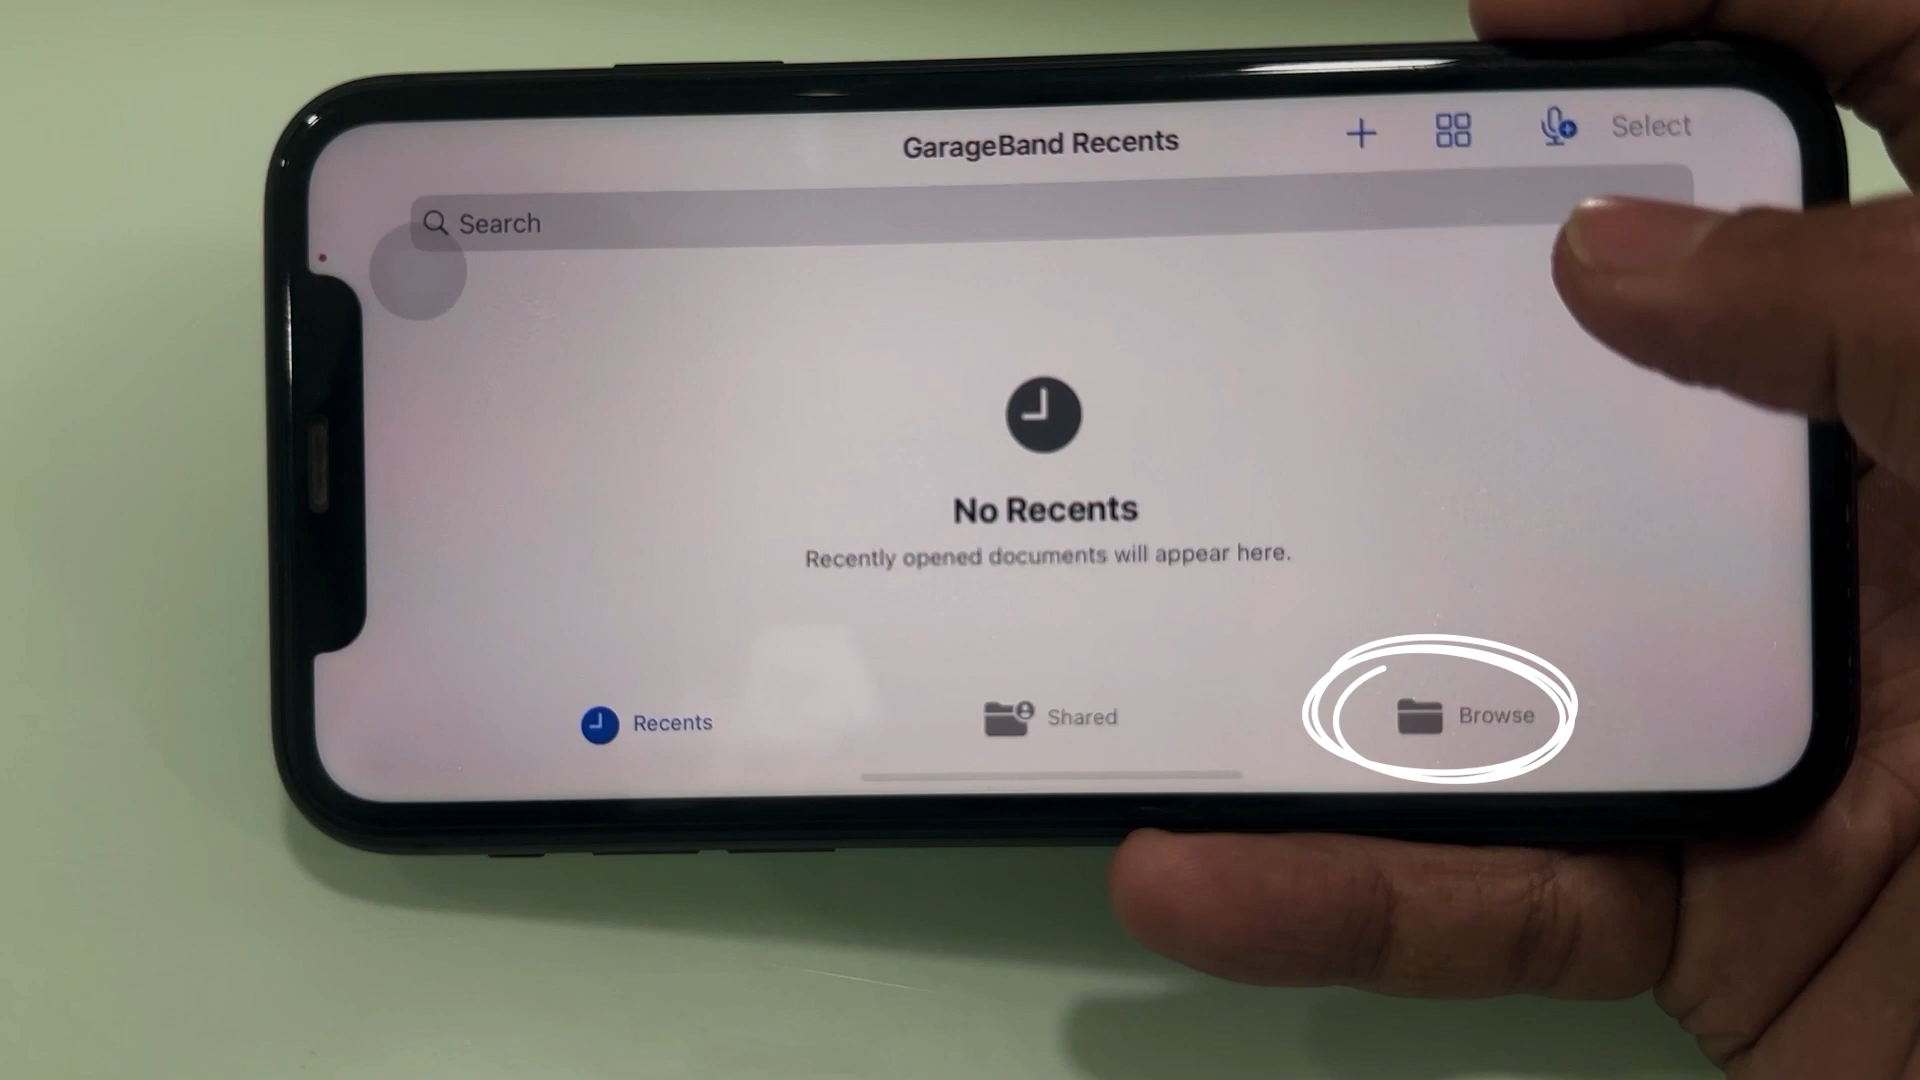 GarageBand Recents
Select
Search
No Recents
Recently opened documents will appear here.
Recents
Shared
Browse